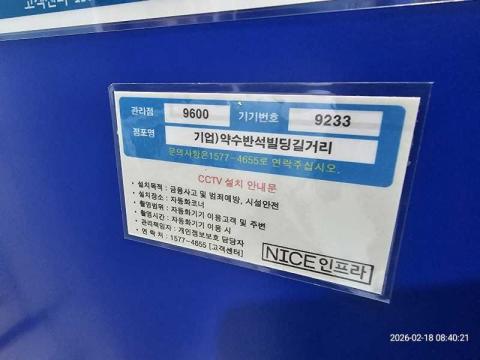 관리점 9600 기기번호 9233
점포명 기업)약수반석빌딩길거리
문의사항은1577-4655로 연락주십시오.
CCTV 설치 안내문
• 설치목적 : 금융사고 및 범죄예방, 시설안전
• 설치장소 : 자동화코너
• 촬영범위 : 자동화기기 이용고객 및 주변
• 촬영시간 : 자동화기기 이용 시
• 관리책임자 : 개인정보보호 담당자
• 연 락 처 : 1577-4655 [고객센터]
NICE인프라
2026-02-18 08:40:21